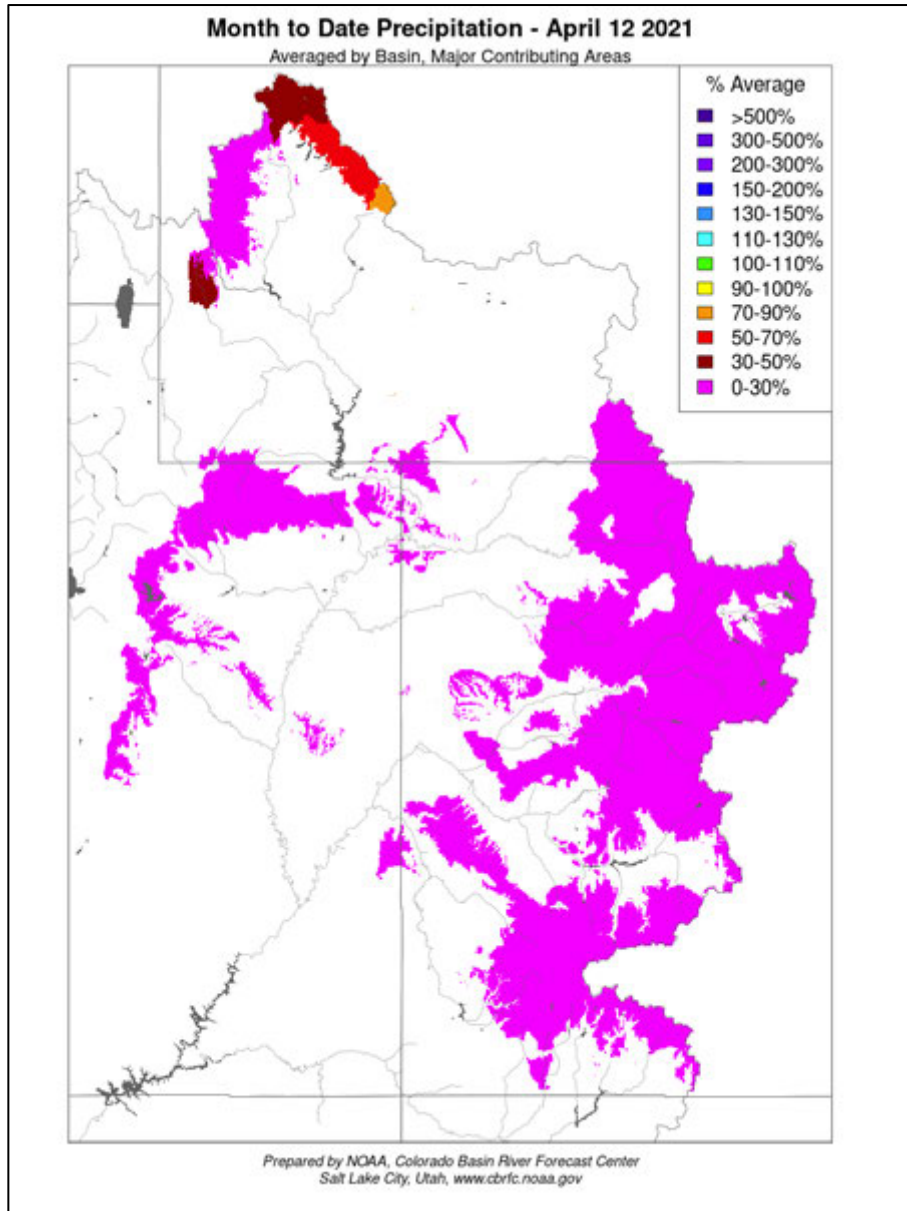 Month to Date Precipitation - April 12 2021
Averaged by Basin, Major Contributing Areas
% Average
>500%
300-500%
200-300%
150-200%
130-150%
110-130%
100-110%
90-100%
70-90%
50-70%
30-50%
0-30%
Prepared by NOAA, Colorado Basin River Forecast Center
Salt Lake City, Utah, www.cbrfc.noaa.gov